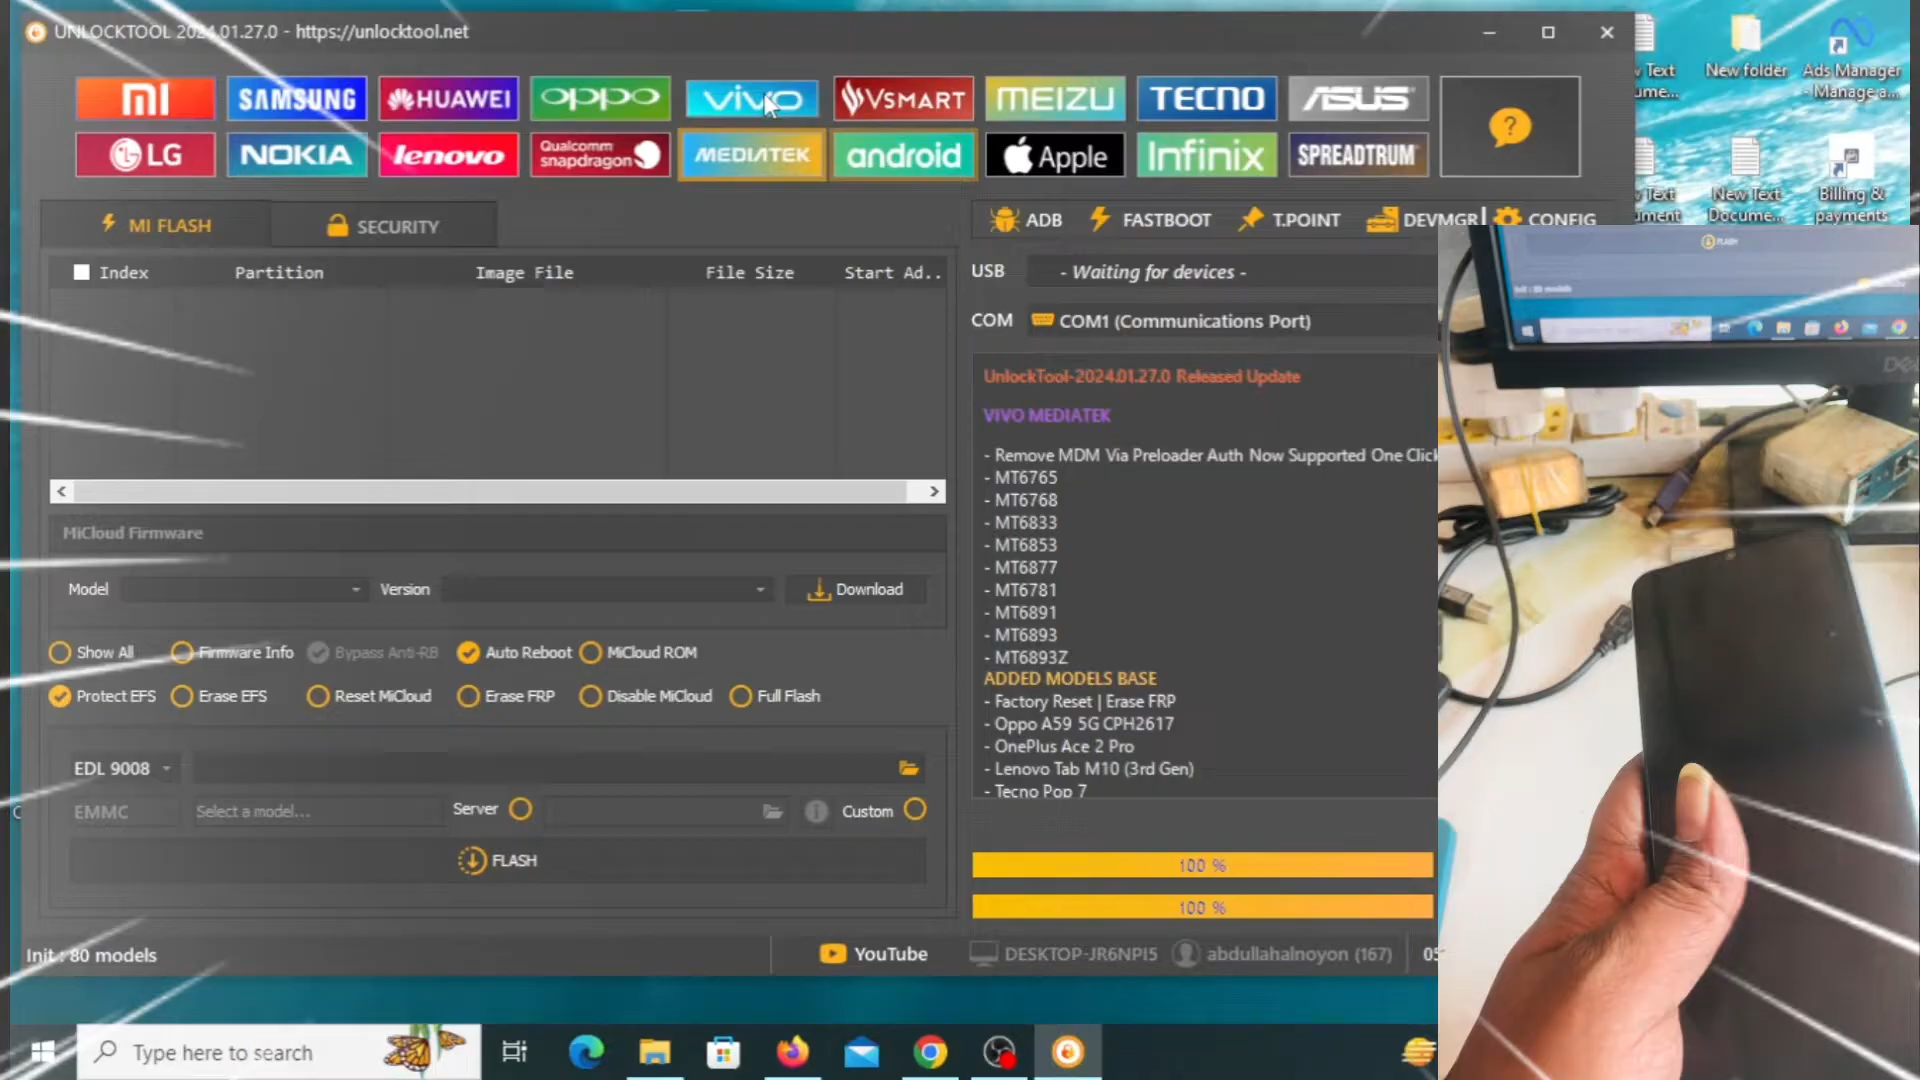 UNLOCKTOOL 2024.01.27.0 - https://unlocktool.net
MI SAMSUNG HUAWEI oppo vivo VSMART MEIZU TECNO ASUS
LG NOKIA lenovo Qualcomm snapdragon MEDIATEK android Apple Infinix SPREADTRUM
?
New folder
Ads Manager
- Manage a...
New Text
Docume...
Billing &
payments
MI FLASH SECURITY
ADB FASTBOOT T.POINT DEVMGR CONFIG
Index Partition Image File File Size Start Ad..
USB - Waiting for devices -
COM COM1 (Communications Port)
UnlockTool-2024.01.27.0 Released Update
VIVO MEDIATEK
- Remove MDM Via Preloader Auth Now Supported One Click
- MT6765
- MT6768
- MT6833
- MT6853
- MT6877
- MT6781
- MT6891
- MT6893
- MT6893Z
ADDED MODELS BASE
- Factory Reset | Erase FRP
- Oppo A59 5G CPH2617
- OnePlus Ace 2 Pro
- Lenovo Tab M10 (3rd Gen)
- Tecno Pop 7
MiCloud Firmware
Model Version Download
Show All Firmware Info Bypass Anti-RB Auto Reboot MiCloud ROM
Protect EFS Erase EFS Reset MiCloud Erase FRP Disable MiCloud Full Flash
EDL 9008
EMMC Select a model... Server Custom
FLASH
100 %
100 %
Init : 80 models
YouTube DESKTOP-JR6NPI5 abdullahalnoyon (167)
Type here to search